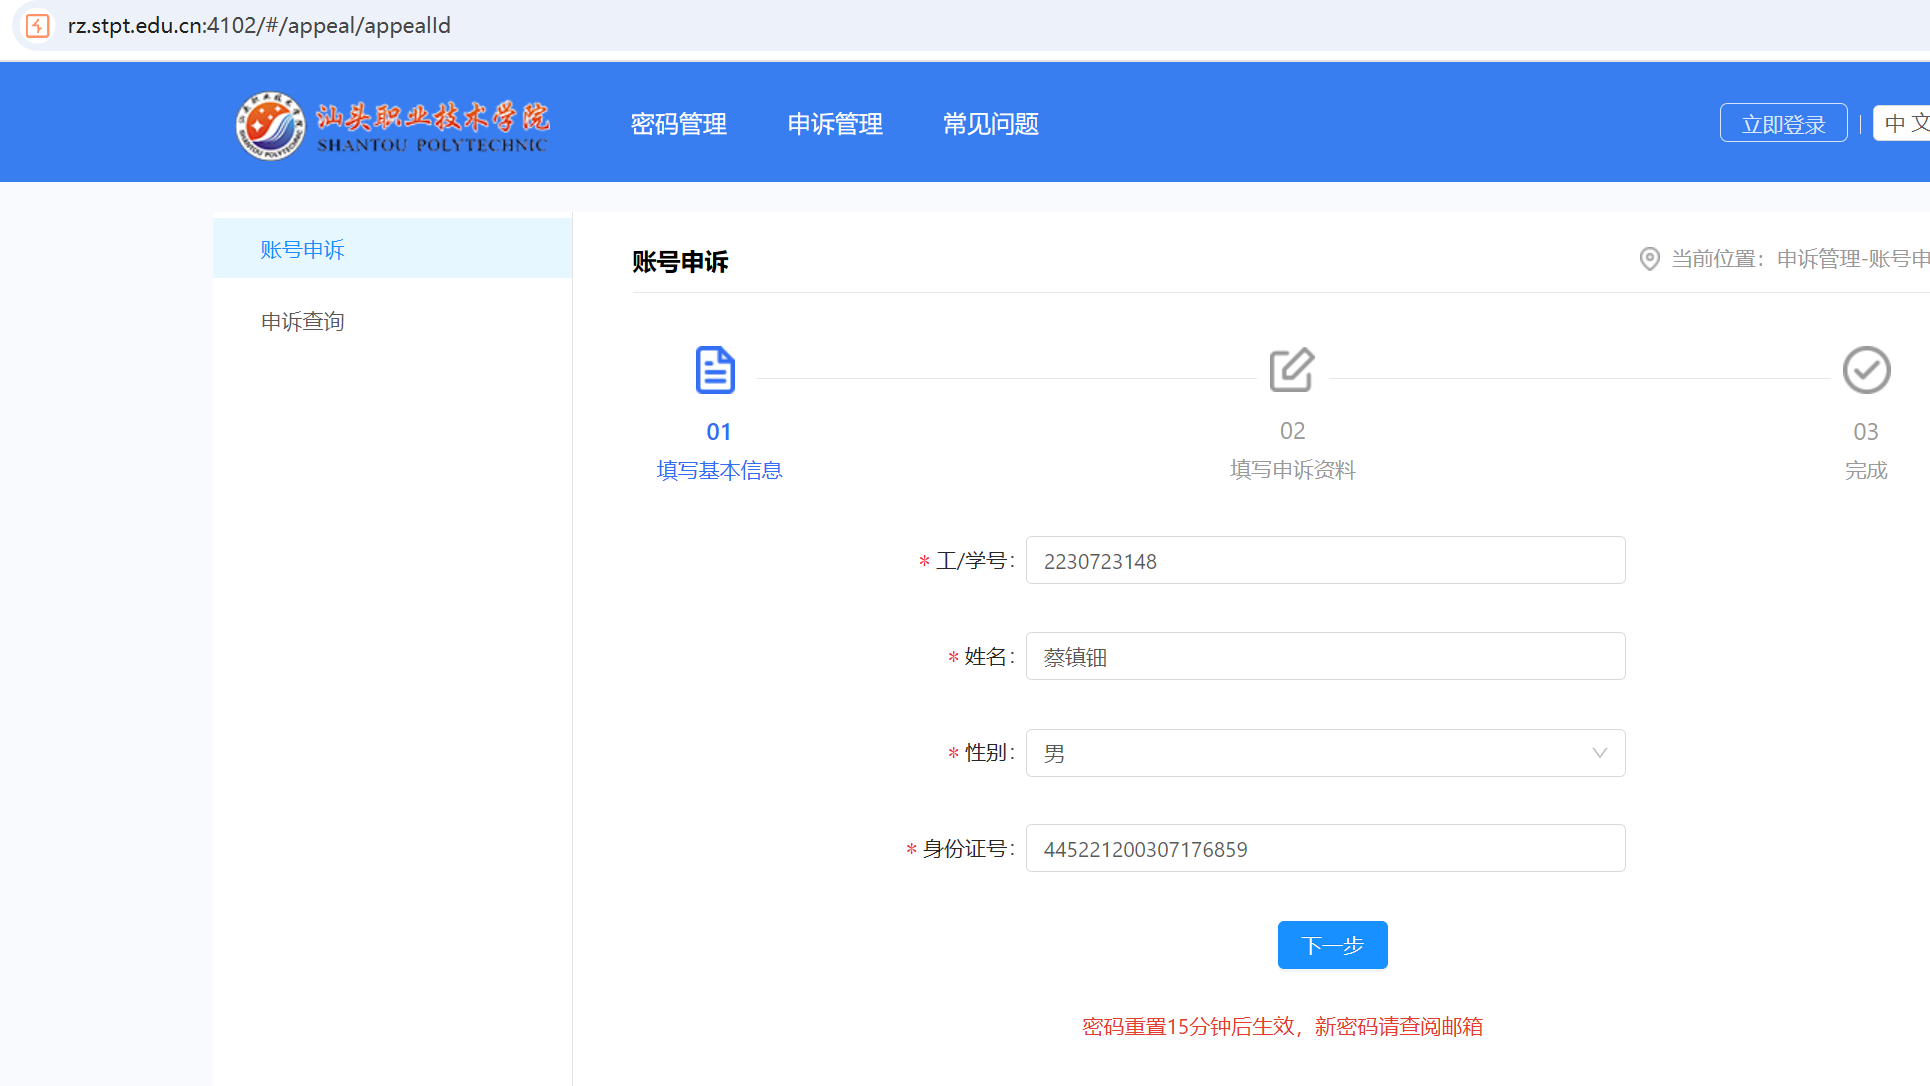 rz.stpt.edu.cn:4102/#/appeal/appealId
汕头职业技术学院
SHANTOU POLYTECHNIC
密码管理
申诉管理
常见问题
立即登录
中文
账号申诉
申诉查询
账号申诉
当前位置：申诉管理-账号申
01
填写基本信息
02
填写申诉资料
03
完成
* 工/学号：
2230723148
* 姓名：
蔡镇钿
* 性别：
男
* 身份证号：
445221200307176859
下一步
密码重置15分钟后生效，新密码请查阅邮箱